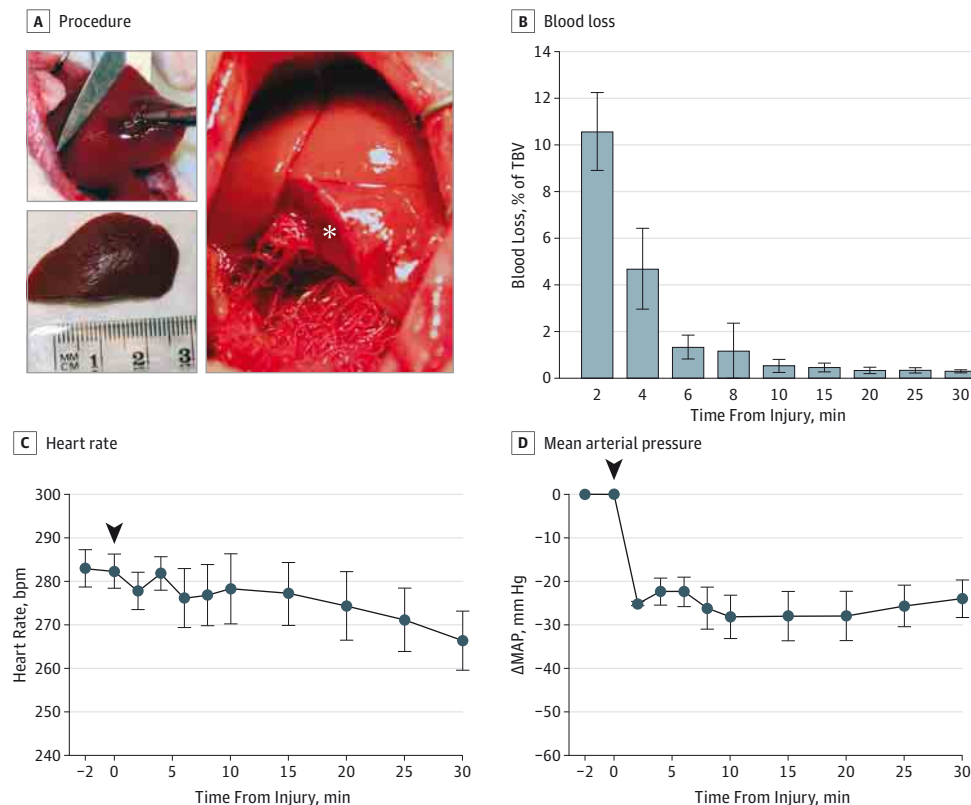 A Procedure
*
MM
CM 1 2 3
B Blood loss
Blood Loss, % of TBV
14
12
10
8
6
4
2
0
2 4 6 8 10 15 20 25 30
Time From Injury, min
C Heart rate
Heart Rate, bpm
300
290
280
270
260
250
240
−2 0 5 10 15 20 25 30
Time From Injury, min
D Mean arterial pressure
ΔMAP, mm Hg
0
−10
−20
−30
−40
−50
−60
−2 0 5 10 15 20 25 30
Time From Injury, min